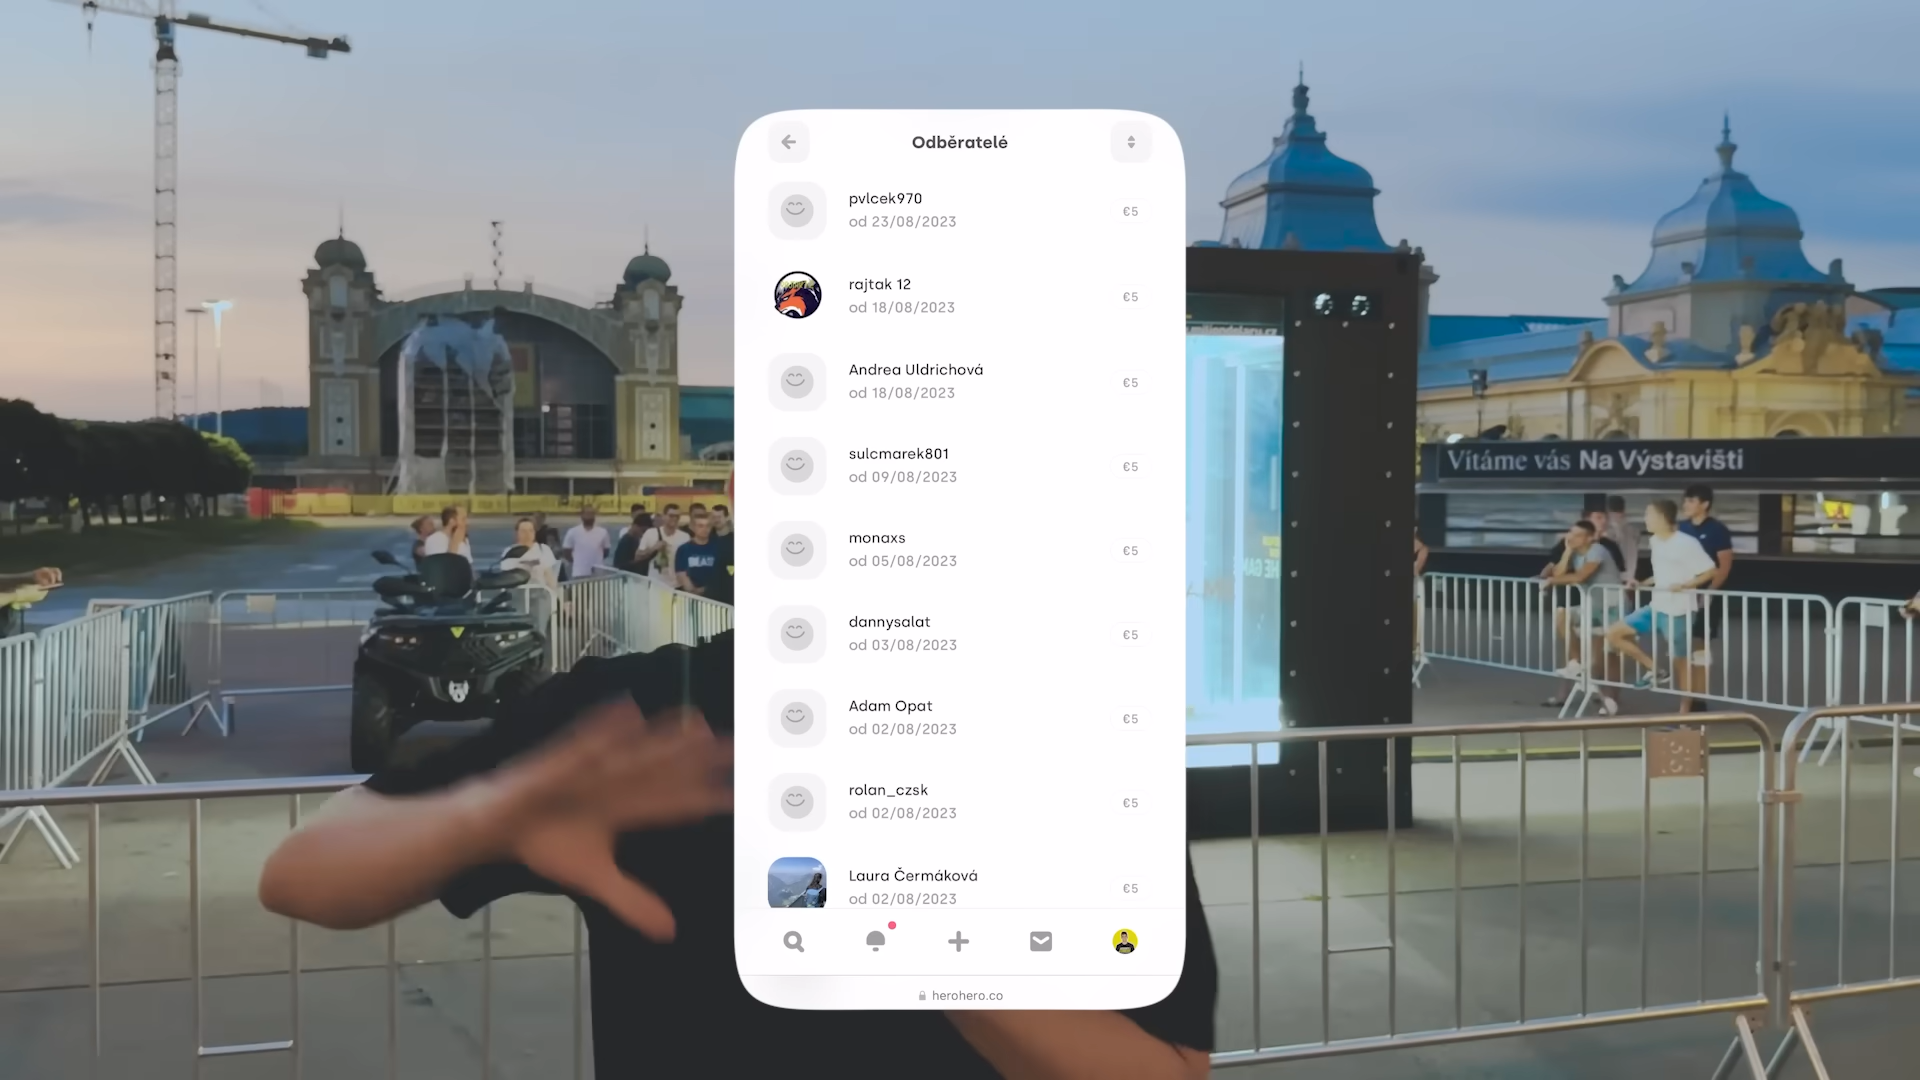 Odběratelé
pvlcek970
od 23/08/2023
€5
rajtak 12
od 18/08/2023
€5
Andrea Uldrichová
od 18/08/2023
€5
sulcmarek801
od 09/08/2023
€5
monaxs
od 05/08/2023
€5
dannysalat
od 03/08/2023
€5
Adam Opat
od 02/08/2023
€5
rolan_czsk
od 02/08/2023
€5
Laura Čermáková
od 02/08/2023
€5
herohero.co
Vítáme vás Na Výstavišti